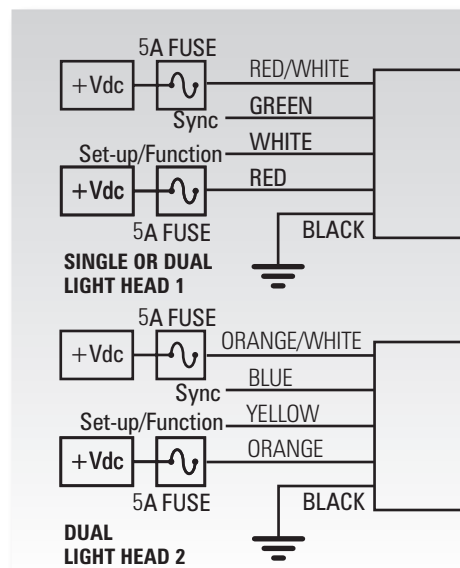 5A FUSE
+Vdc
RED/WHITE
GREEN
Sync
WHITE
Set-up/Function
RED
+Vdc
5A FUSE
BLACK
SINGLE OR DUAL
LIGHT HEAD 1
5A FUSE
+Vdc
ORANGE/WHITE
BLUE
Sync
YELLOW
Set-up/Function
ORANGE
+Vdc
5A FUSE
BLACK
DUAL
LIGHT HEAD 2